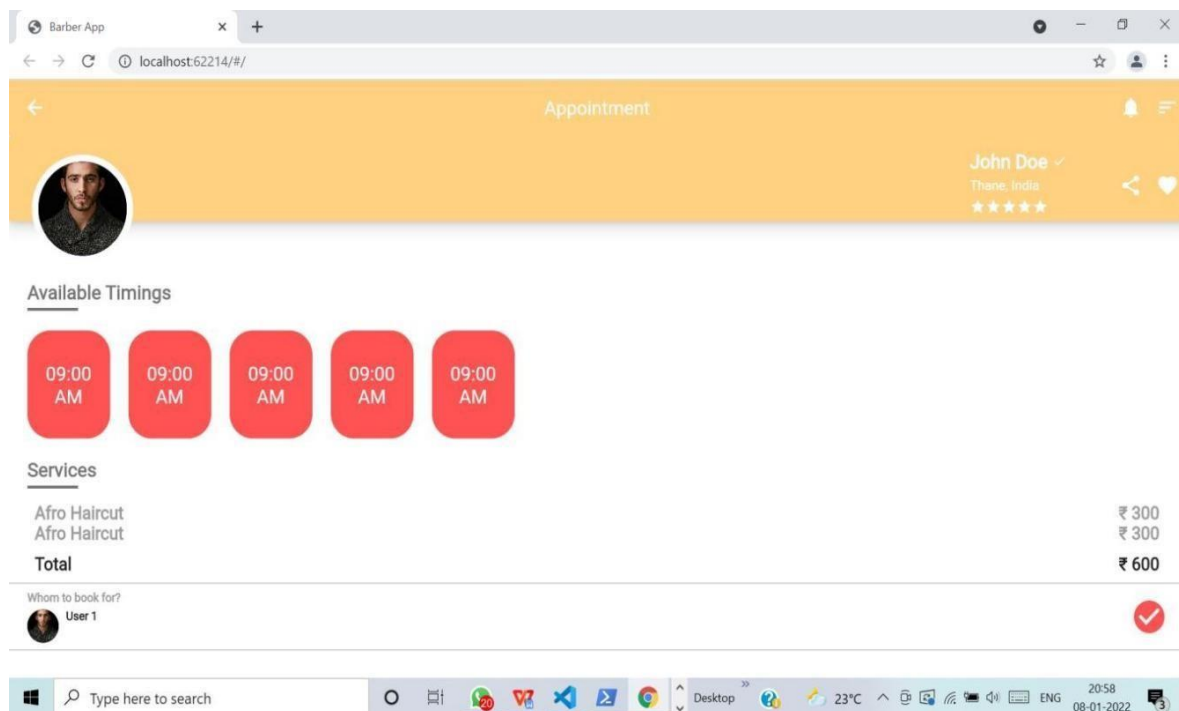 Barber App
localhost:62214/#/
Appointment
John Doe
Thane, India
Available Timings
09:00 AM
09:00 AM
09:00 AM
09:00 AM
09:00 AM
Services
Afro Haircut ₹ 300
Afro Haircut ₹ 300
Total ₹ 600
Whom to book for?
User 1
Type here to search
20
Desktop
23°C
ENG
20:58
08-01-2022
3